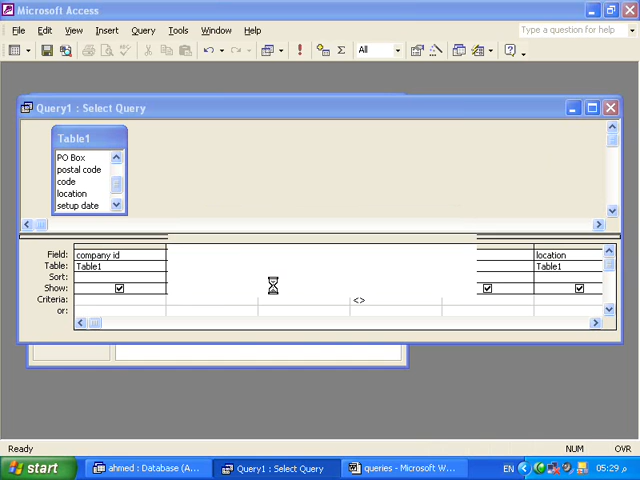 Microsoft Access
File Edit View Insert Query Tools Window Help
Type a question for help
All
Query1 : Select Query
Table1
PO Box
postal code
code
location
setup date
Field: company id location
Table: Table1 Table1
Sort:
Show:
Criteria: <>
or:
Ready
NUM
OVR
start
ahmed : Database (A...
Query1 : Select Query
queries - Microsoft W...
EN
05:29 م